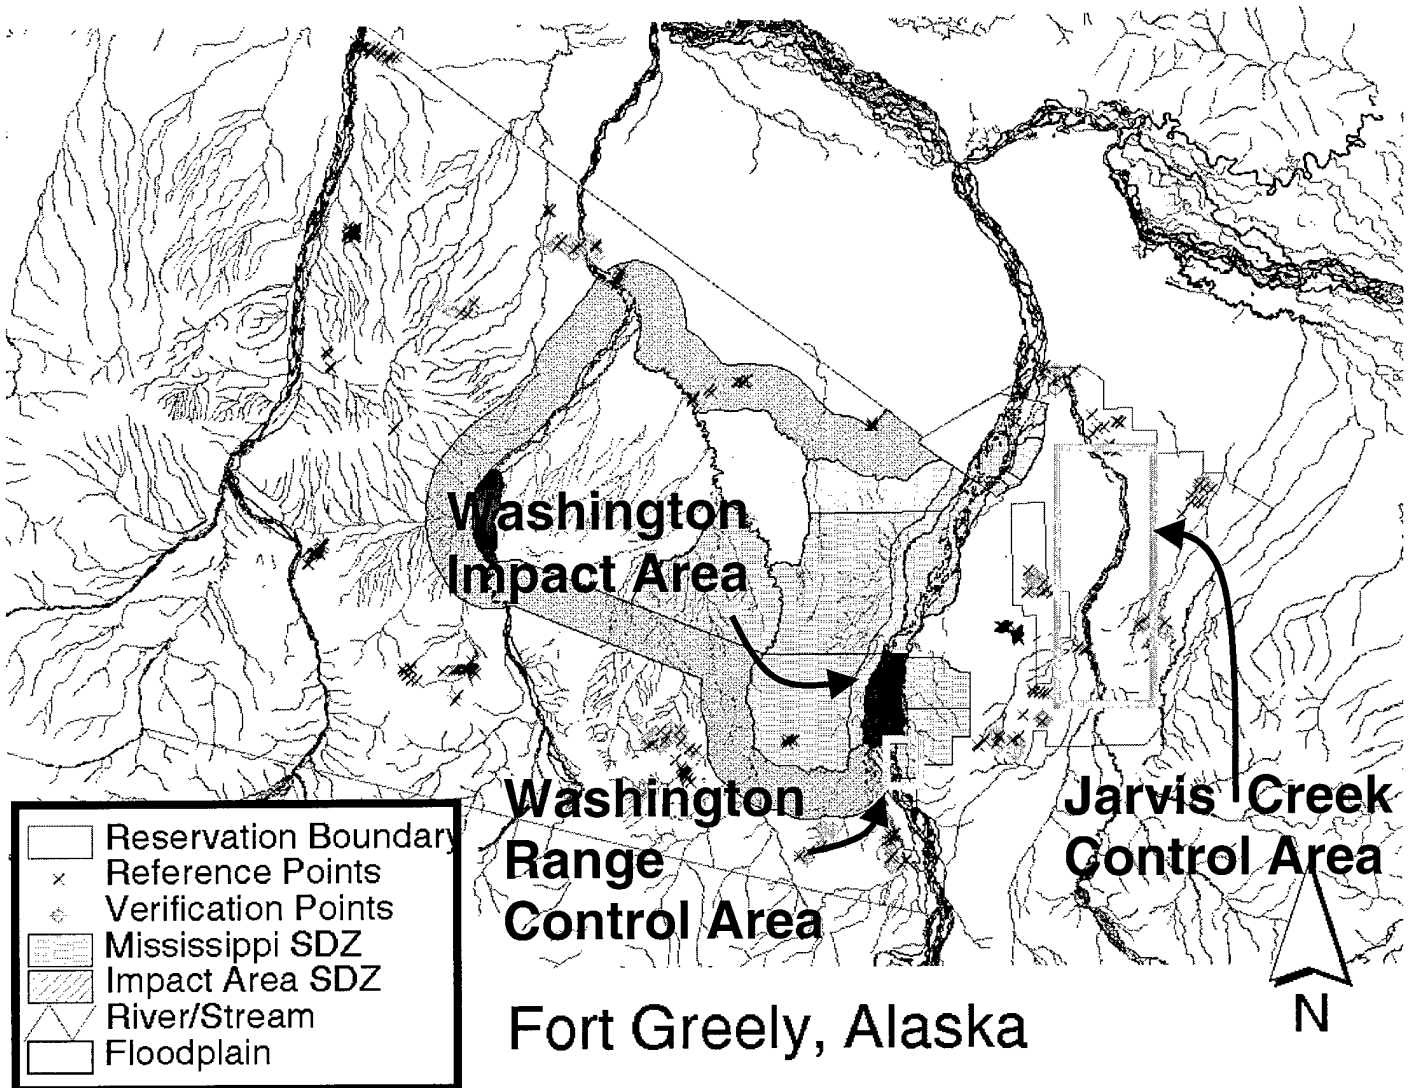 Washington
Impact Area
Washington
Range
Control Area
Jarvis Creek
Control Area
Reservation Boundary
Reference Points
Verification Points
Mississippi SDZ
Impact Area SDZ
River/Stream
Floodplain
Fort Greely, Alaska
N